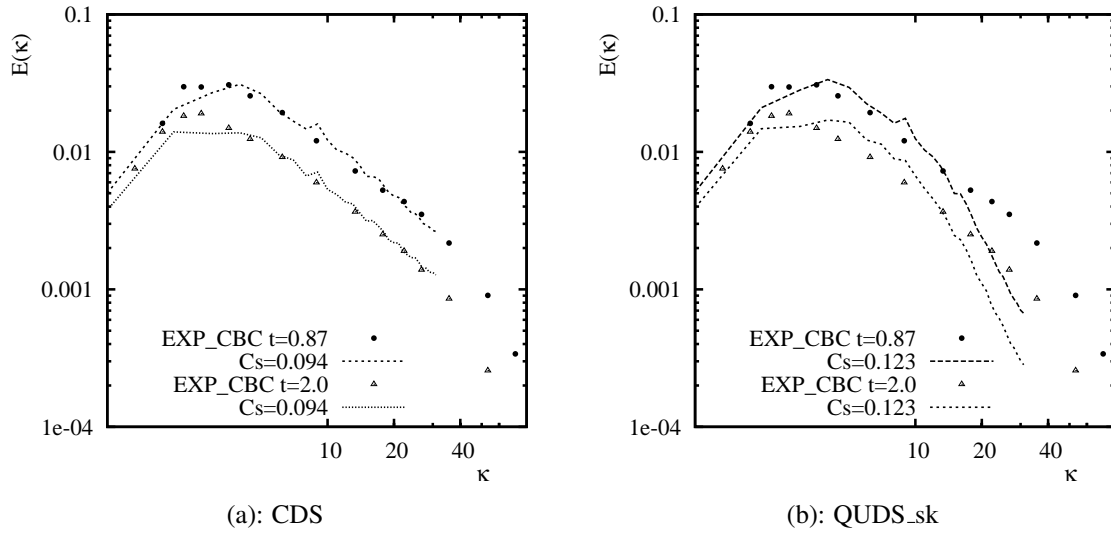 E(κ)
0.1
0.01
0.001
1e-04
EXP_CBC t=0.87
Cs=0.094
EXP_CBC t=2.0
Cs=0.094
10
20
40
κ
(a): CDS
E(κ)
0.1
0.01
0.001
1e-04
EXP_CBC t=0.87
Cs=0.123
EXP_CBC t=2.0
Cs=0.123
10
20
40
κ
(b): QUDS_sk